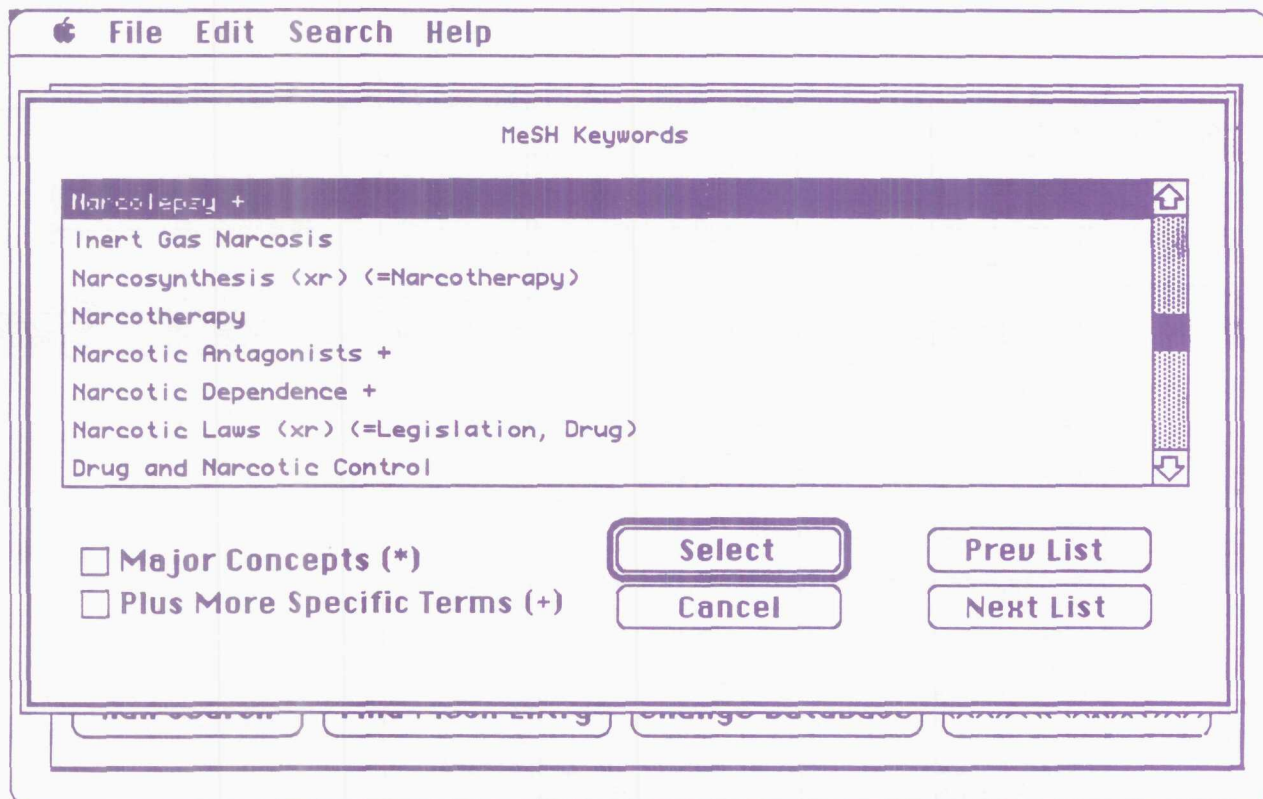 File Edit Search Help
MeSH Keywords
Narcolepsy +
Inert Gas Narcosis
Narcosynthesis (xr) (=Narcotherapy)
Narcotherapy
Narcotic Antagonists +
Narcotic Dependence +
Narcotic Laws (xr) (=Legislation, Drug)
Drug and Narcotic Control
Major Concepts (*)
Plus More Specific Terms (+)
Select
Cancel
Prev List
Next List